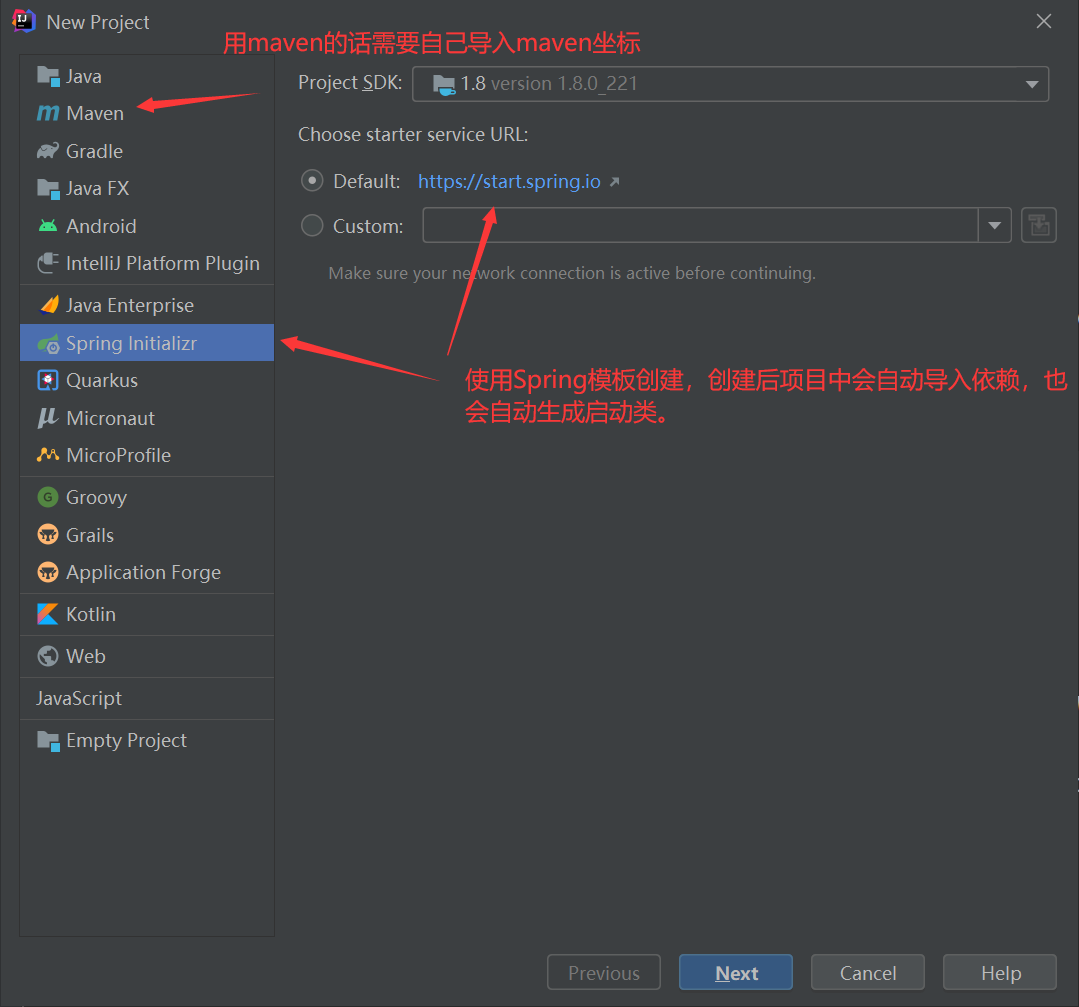 New Project
用maven的话需要自己导入maven坐标
Java
Maven
Gradle
Java FX
Android
IntelliJ Platform Plugin
Java Enterprise
Spring Initializr
Quarkus
Micronaut
MicroProfile
Groovy
Grails
Application Forge
Kotlin
Web
JavaScript
Empty Project
Project SDK: 1.8 version 1.8.0_221
Choose starter service URL:
Default: https://start.spring.io
Custom:
Make sure your network connection is active before continuing.
使用Spring模板创建，创建后项目中会自动导入依赖，也
会自动生成启动类。
Previous Next Cancel Help